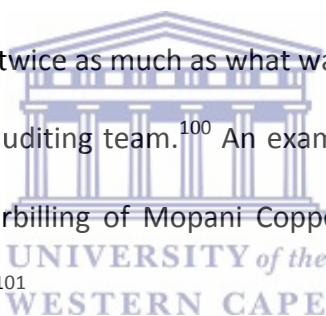 twice as much as what wa
uditing team.100 An exam
rbilling of Mopani Copp
UNIVERSITY of the
101
WESTERN CAPE